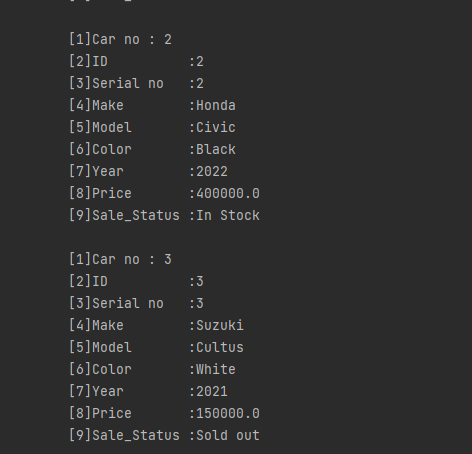 [1]Car no : 2
[2]ID          :2
[3]Serial no   :2
[4]Make        :Honda
[5]Model       :Civic
[6]Color       :Black
[7]Year        :2022
[8]Price       :400000.0
[9]Sale_Status :In Stock
[1]Car no : 3
[2]ID          :3
[3]Serial no   :3
[4]Make        :Suzuki
[5]Model       :Cultus
[6]Color       :White
[7]Year        :2021
[8]Price       :150000.0
[9]Sale_Status :Sold out